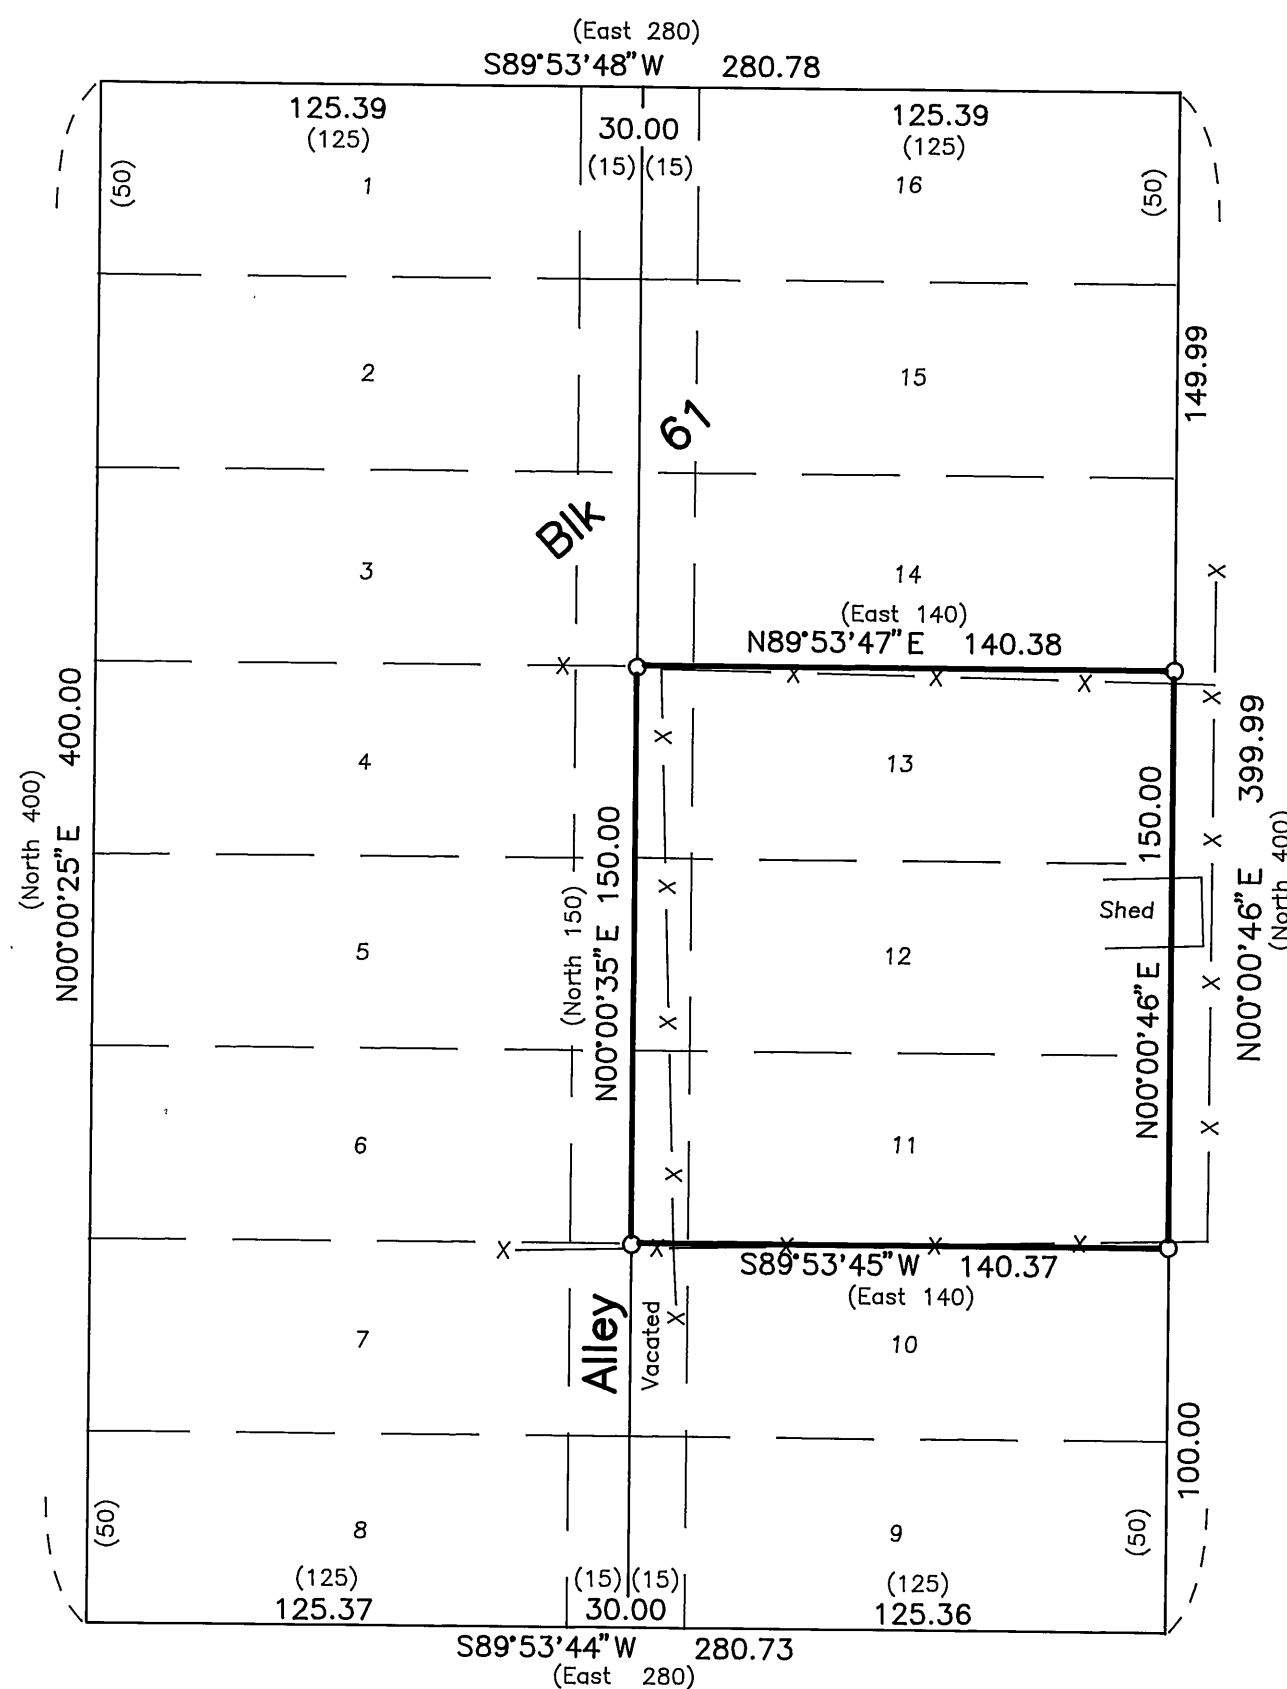 (East 280)
S89°53'48"W 280.78
125.39
(125)
30.00
(15) (15)
125.39
(125)
(50)
1
16
(50)
2
15
149.99
61
Blk
3
14
(East 140)
N89°53'47"E 140.38
(North 400)
N00°00'25"E 400.00
4
13
(North 150)
N00°00'35"E 150.00
N00°00'46"E 150.00
N00°00'46"E 399.99
(North 400)
Shed
5
12
6
11
S89°53'45"W 140.37
(East 140)
Alley
Vacated
7
10
100.00
(50)
8
9
(50)
(125)
125.37
(15) (15)
30.00
(125)
125.36
S89°53'44"W 280.73
(East 280)